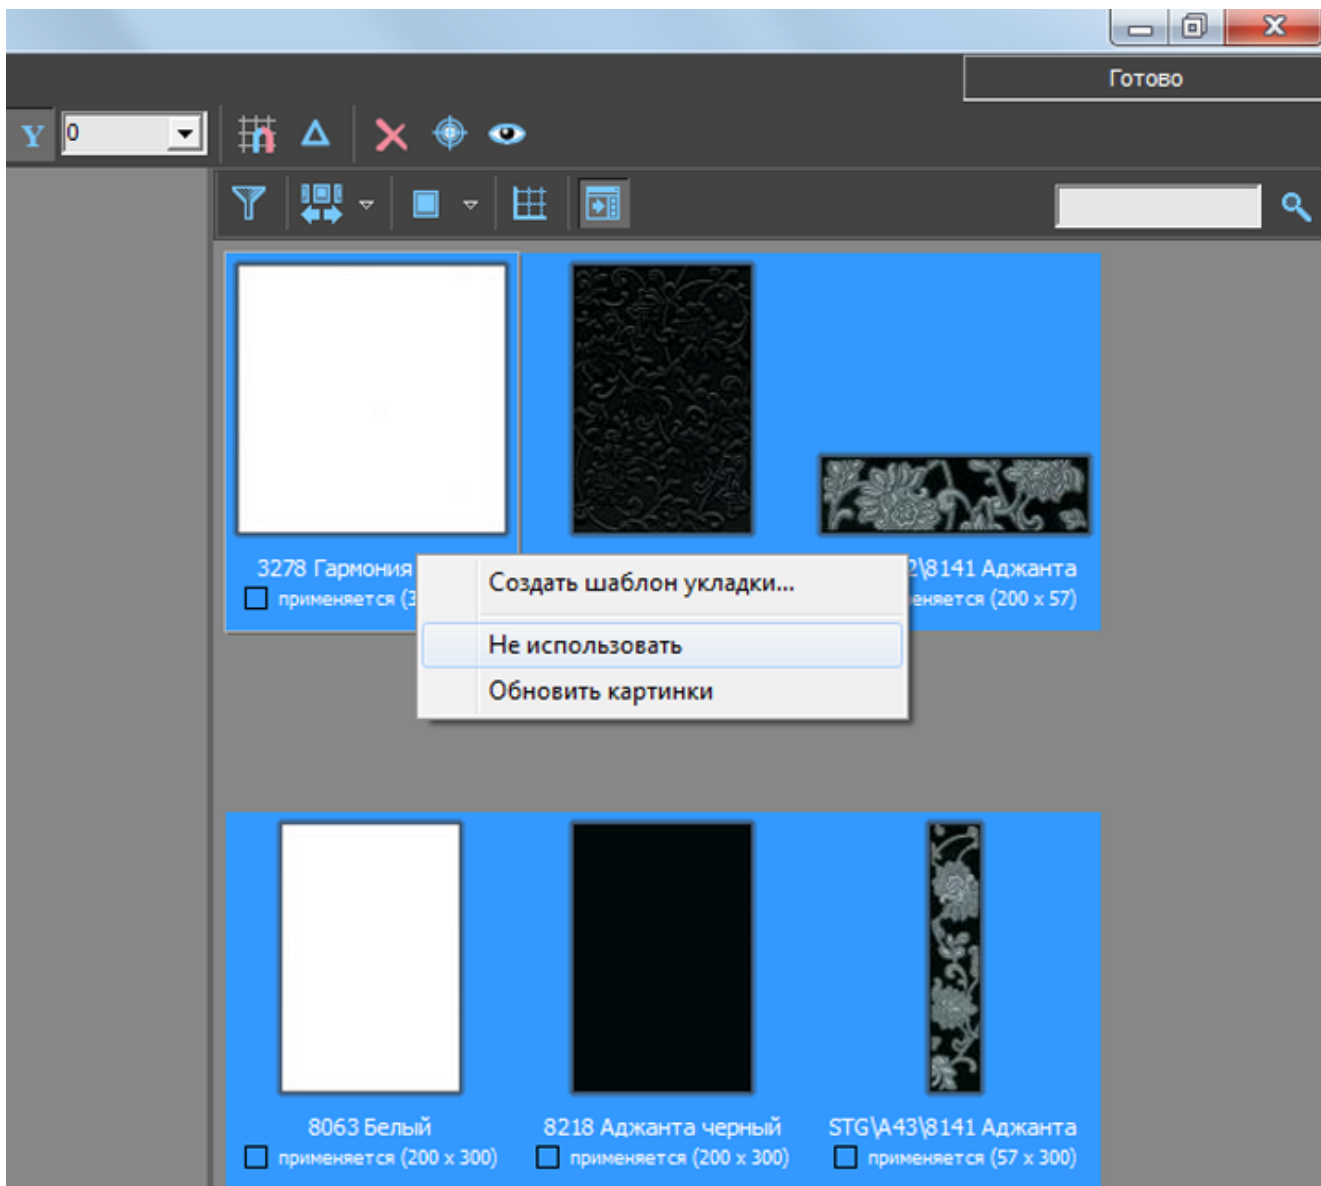 Готово
Y 0
3278 Гармония
2\8141 Аджанта
применяется (3
еняется (200 x 57)
Создать шаблон укладки...
Не использовать
Обновить картинки
8063 Белый
8218 Аджанта черный
STG\A43\8141 Аджанта
применяется (200 x 300)
применяется (200 x 300)
применяется (57 x 300)